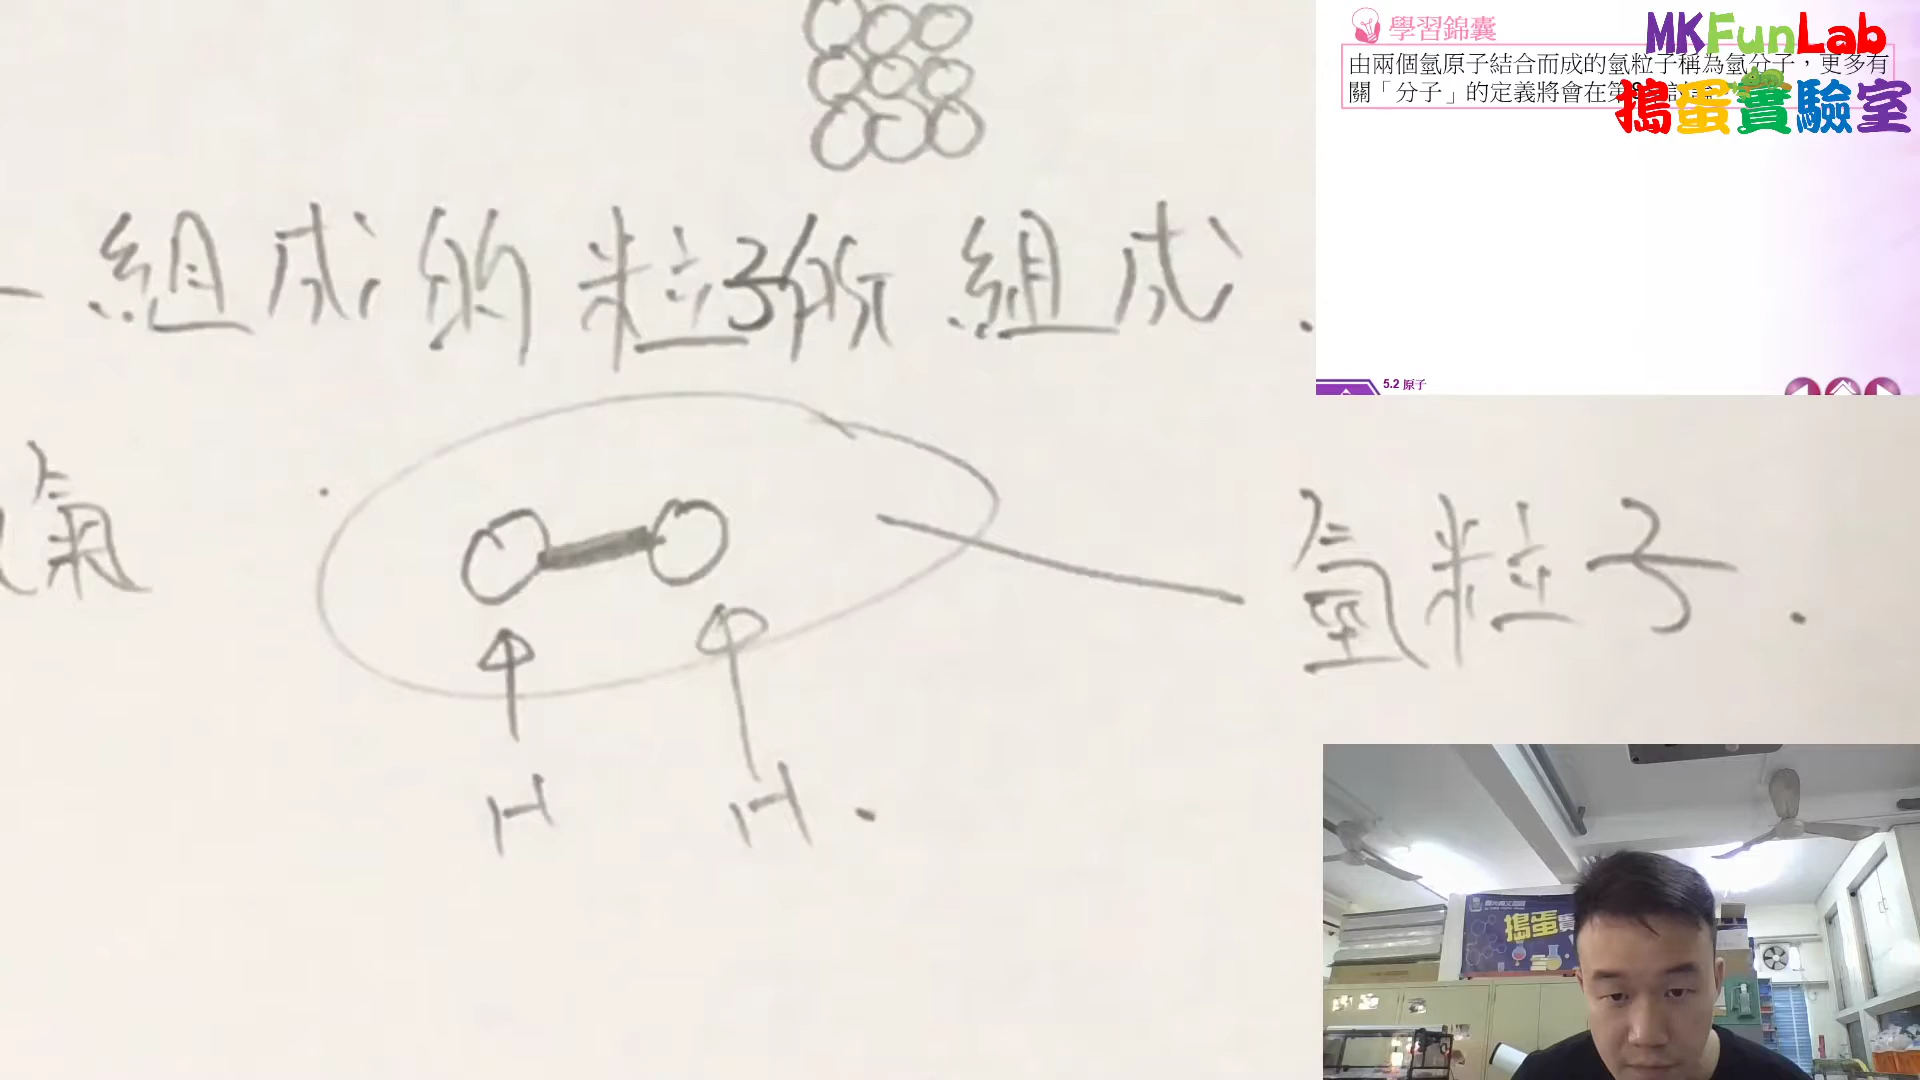 組成的粒子所組成.
氣
氫粒子.
H H.
學習錦囊
由兩個氫原子結合而成的氫粒子稱為氫分子，更多有
關「分子」的定義將會在第
5.2 原子
MKFunLab
搗蛋實驗室
搗蛋